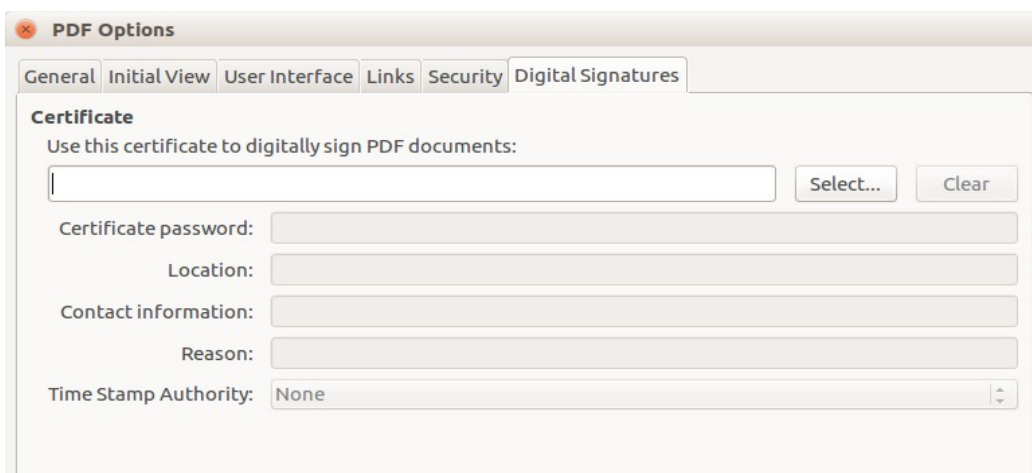 PDF Options
General Initial View User Interface Links Security Digital Signatures
Certificate
Use this certificate to digitally sign PDF documents:
Select... Clear
Certificate password:
Location:
Contact information:
Reason:
Time Stamp Authority: None